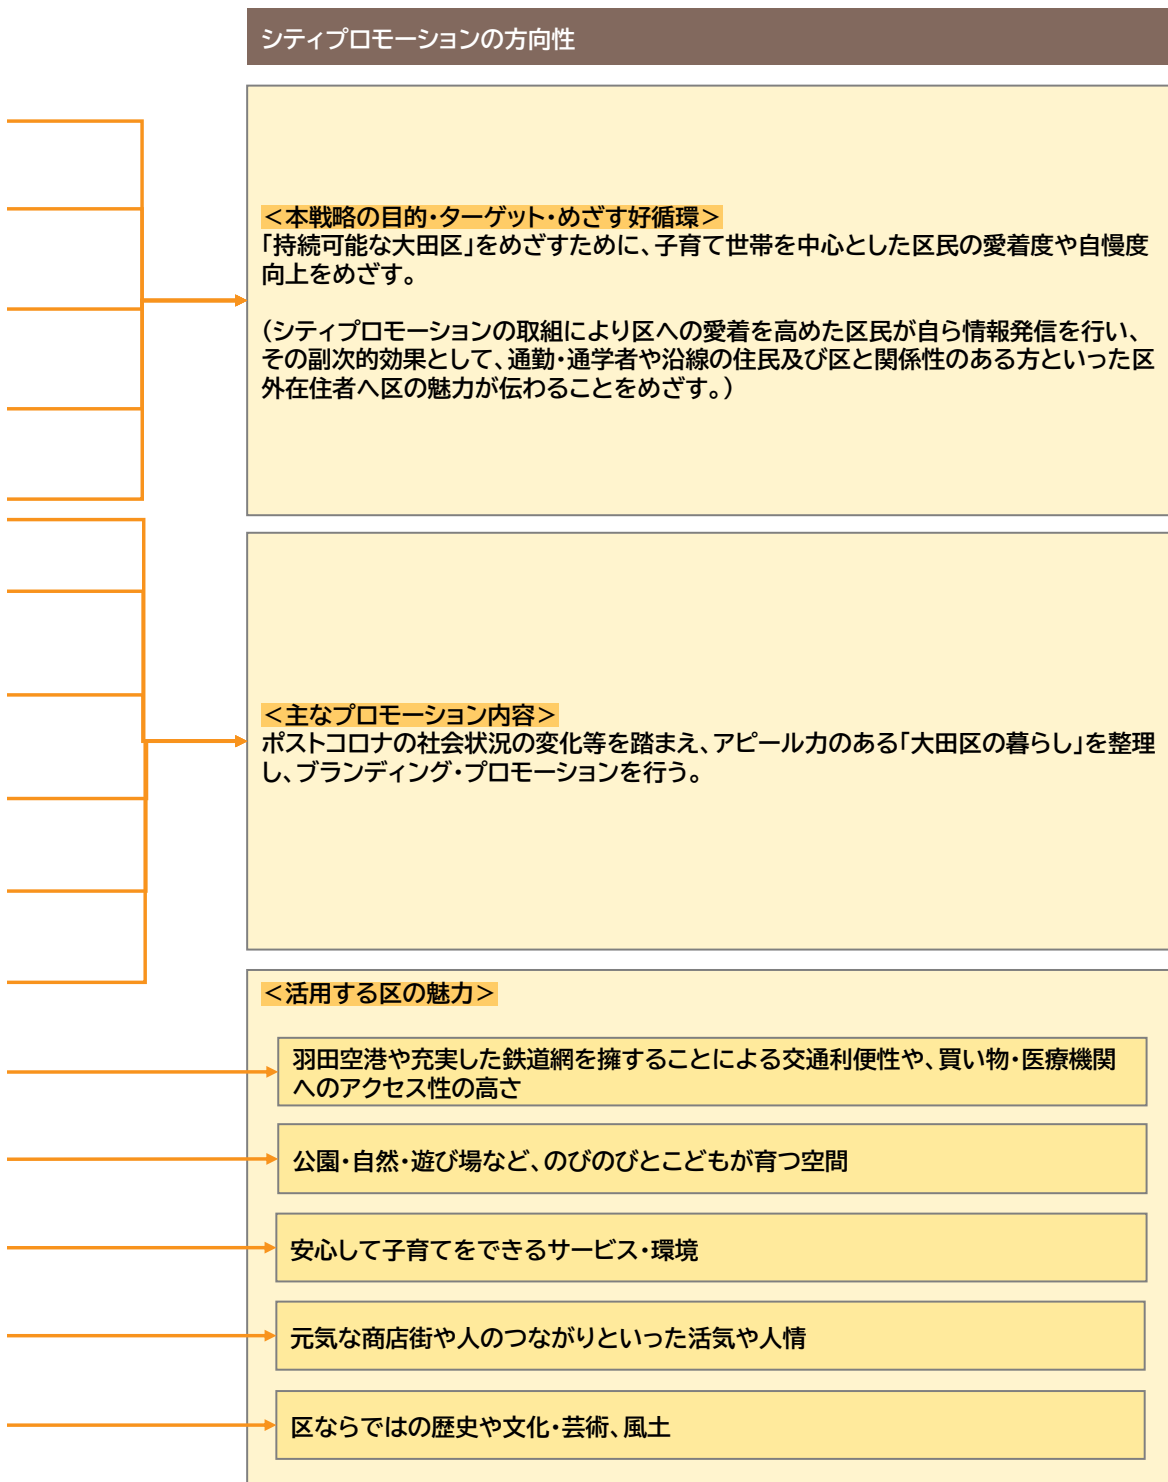 シティプロモーションの方向性
＜本戦略の目的・ターゲット・めざす好循環＞
「持続可能な大田区」をめざすために、子育て世帯を中心とした区民の愛着度や自慢度
向上をめざす。
（シティプロモーションの取組により区への愛着を高めた区民が自ら情報発信を行い、
その副次的効果として、通勤・通学者や沿線の住民及び区と関係性のある方といった区
外在住者へ区の魅力が伝わることをめざす。）
＜主なプロモーション内容＞
ポストコロナの社会状況の変化等を踏まえ、アピール力のある「大田区の暮らし」を整理
し、ブランディング・プロモーションを行う。
＜活用する区の魅力＞
羽田空港や充実した鉄道網を擁することによる交通利便性や、買い物・医療機関
へのアクセス性の高さ
公園・自然・遊び場など、のびのびとこどもが育つ空間
安心して子育てをできるサービス・環境
元気な商店街や人のつながりといった活気や人情
区ならではの歴史や文化・芸術、風土